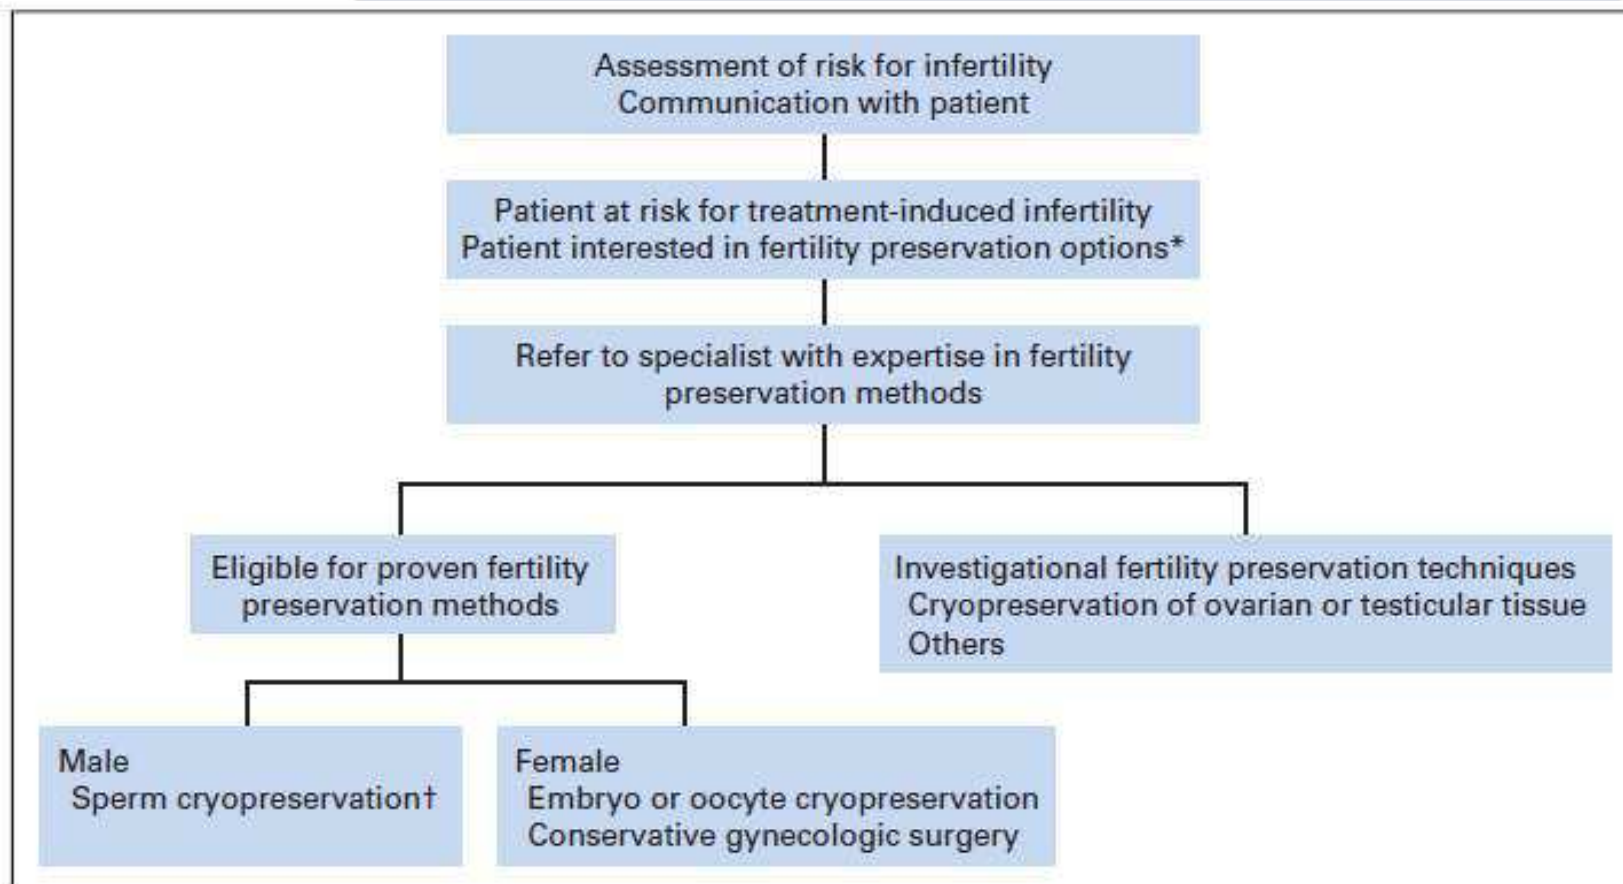 Assessment of risk for infertility
Communication with patient
Patient at risk for treatment-induced infertility
Patient interested in fertility preservation options*
Refer to specialist with expertise in fertility
preservation methods
Eligible for proven fertility
preservation methods
Investigational fertility preservation techniques
Cryopreservation of ovarian or testicular tissue
Others
Male
Sperm cryopreservation†
Female
Embryo or oocyte cryopreservation
Conservative gynecologic surgery